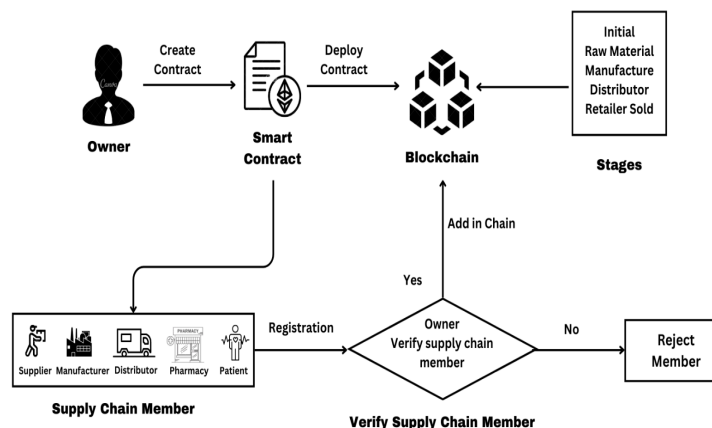 Create
Contract
Deploy
Contract
Initial
Raw Material
Manufacture
Distributor
Retailer Sold
Canva
Owner
Smart
Contract
Blockchain
Stages
Add in Chain
Yes
PHARMACY
Supplier
Manufacturer
Distributor
Pharmacy
Patient
Registration
Owner
Verify supply chain
member
No
Reject
Member
Supply Chain Member
Verify Supply Chain Member